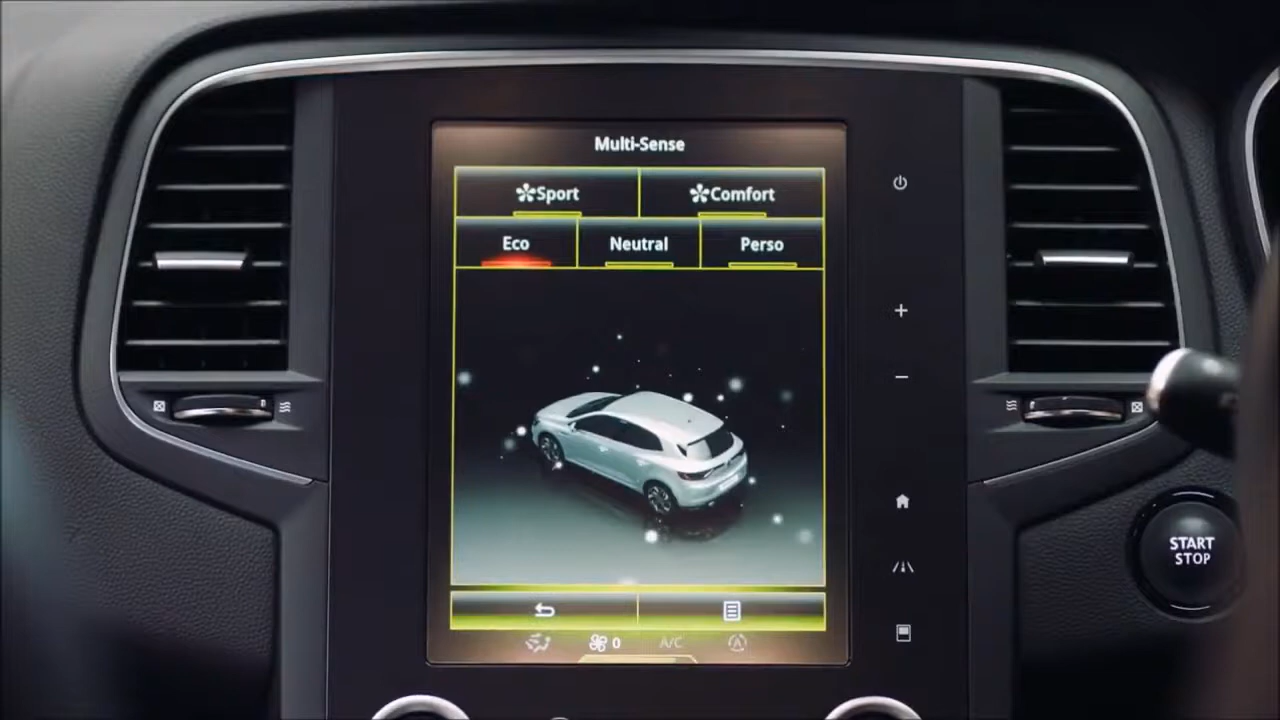 Multi-Sense
Sport
Comfort
Eco
Neutral
Perso
0
A/C
A
START
STOP